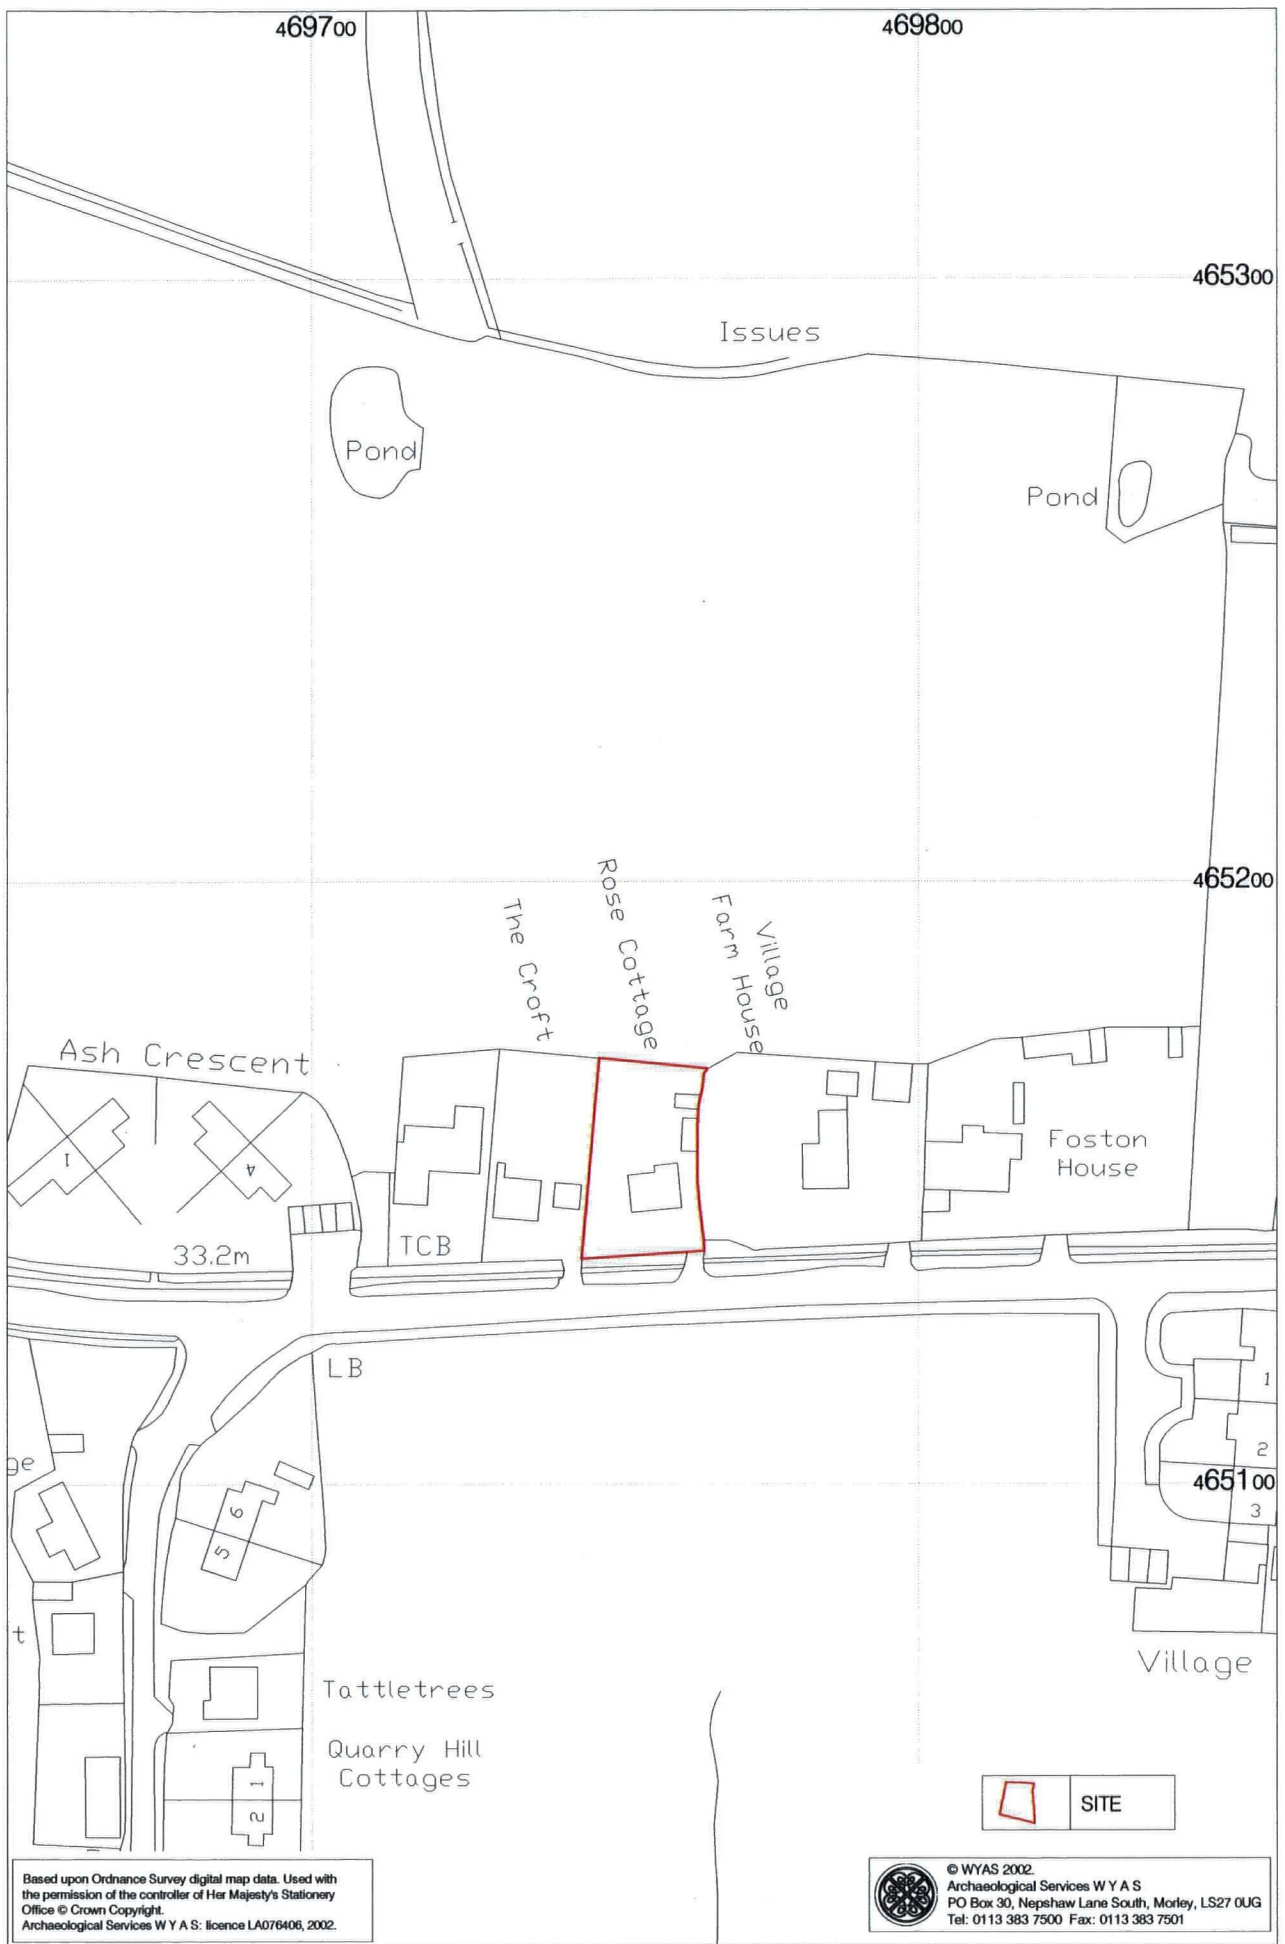 469700
469800
465300
Issues
Pond
Pond
465200
The Croft
Rose Cottage
Village
Farm House
Ash Crescent
1
4
Foston
House
33.2m
TCB
LB
1
2
3
ge
465100
6
5
t
Village
Tattletrees
Quarry Hill
Cottages
1
2
SITE
Based upon Ordnance Survey digital map data. Used with
the permission of the controller of Her Majesty's Stationery
Office © Crown Copyright.
Archaeological Services W Y A S: licence LA076406, 2002.
© WYAS 2002.
Archaeological Services W Y A S
PO Box 30, Nepshaw Lane South, Morley, LS27 0UG
Tel: 0113 383 7500 Fax: 0113 383 7501